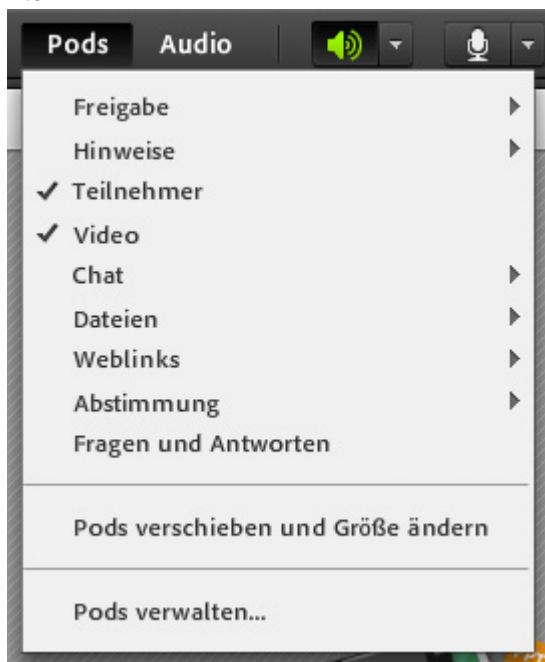 Pods Audio
Freigabe
Hinweise
Teilnehmer
Video
Chat
Dateien
Weblinks
Abstimmung
Fragen und Antworten
Pods verschieben und Größe ändern
Pods verwalten...